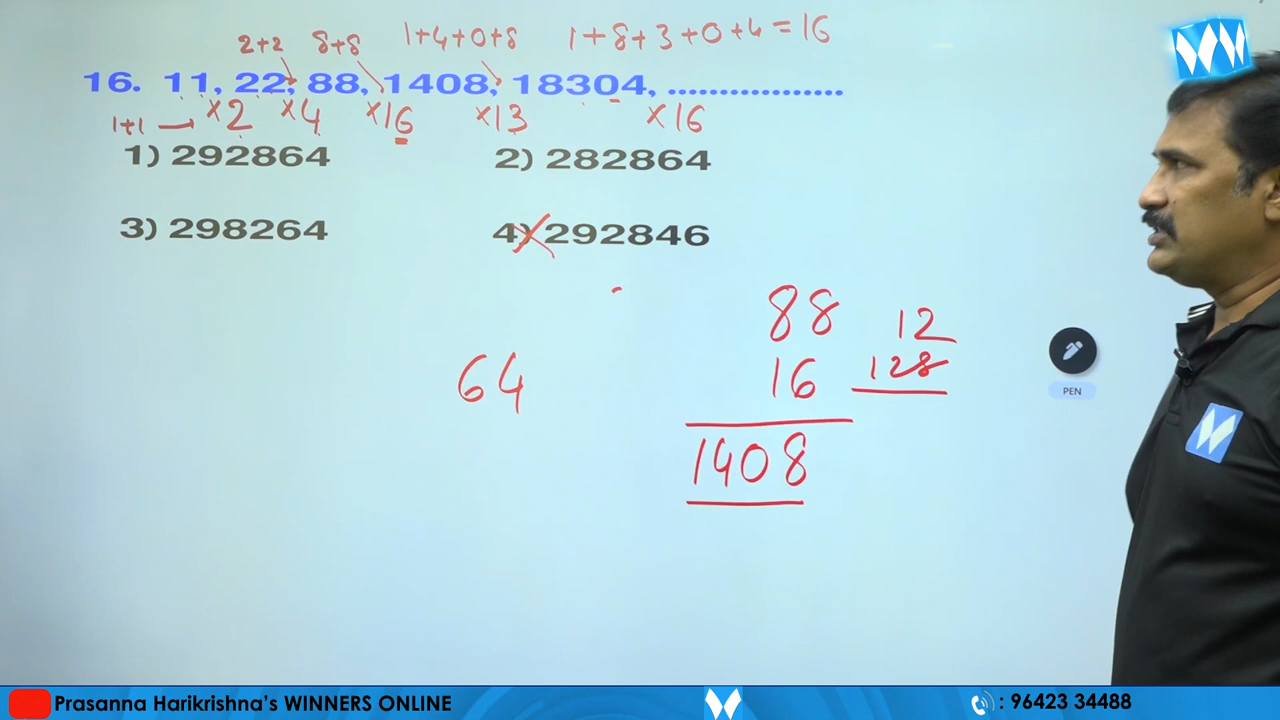 2+2 8+8 1+4+0+8 1+8+3+0+4=16
16. 11, 22, 88, 1408, 18304, .................
1+1 → ×2 ×4 ×16 ×13 ×16
1) 292864 2) 282864
3) 298264 4) 292846
88 12
64 16 128
1408
PEN
Prasanna Harikrishna's WINNERS ONLINE : 96423 34488